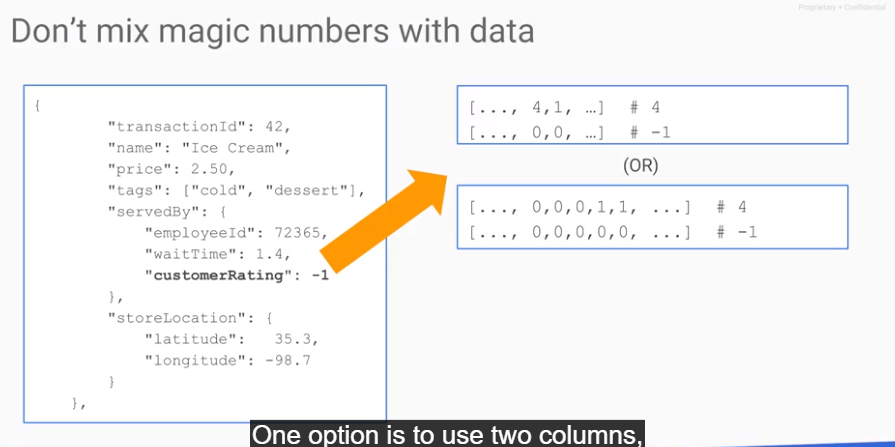 Proprietary + Confidential
Don't mix magic numbers with data
{
"transactionId": 42,
"name": "Ice Cream",
"price": 2.50,
"tags": ["cold", "dessert"],
"servedBy": {
"employeeId": 72365,
"waitTime": 1.4,
"customerRating": -1
},
"storeLocation": {
"latitude": 35.3,
"longitude": -98.7
}
},
[..., 4,1, …] # 4
[..., 0,0, …] # -1
(OR)
[..., 0,0,0,1,1, ...] # 4
[..., 0,0,0,0,0, ...] # -1
One option is to use two columns,